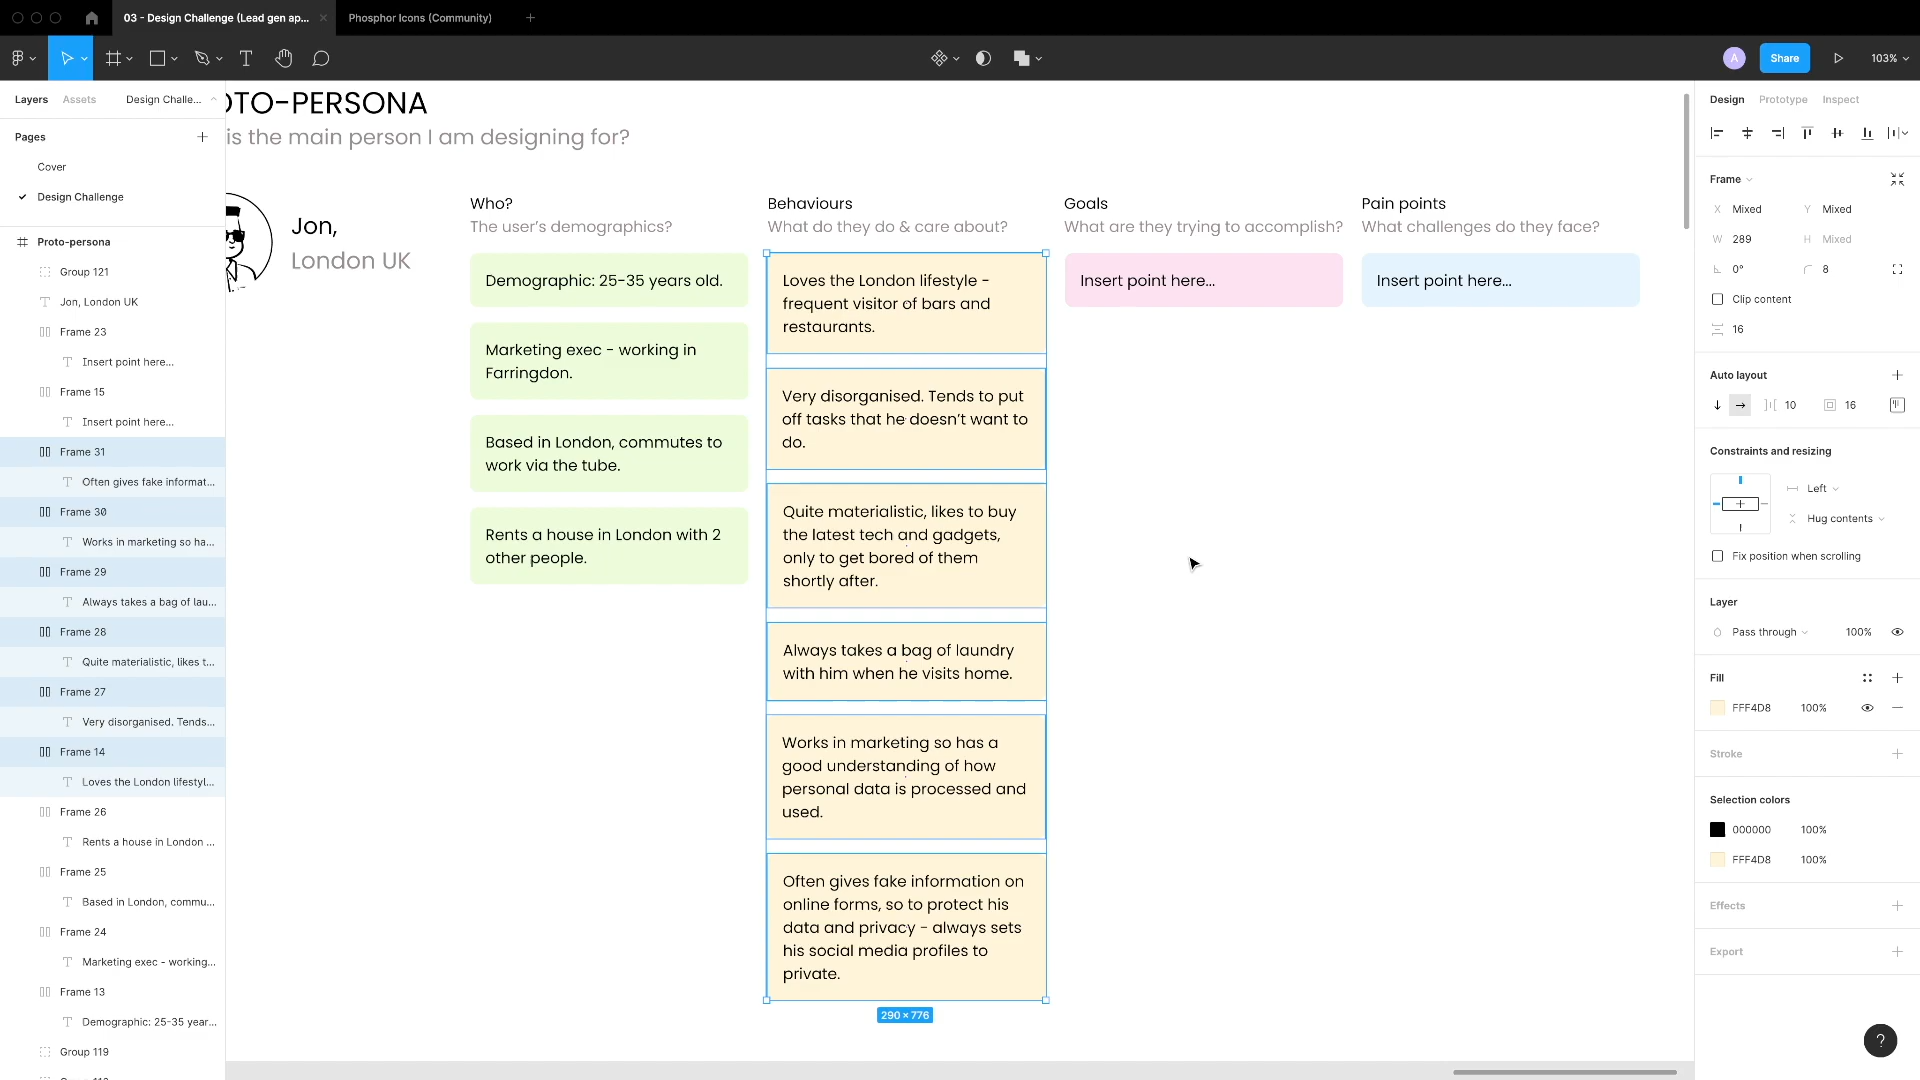 03 - Design Challenge (Lead gen ap...
Phosphor Icons (Community)
A
Share
103%
Layers
Assets
Design Challe...
Pages
Cover
Design Challenge
Proto-persona
Group 121
Jon, London UK
Frame 23
Insert point here...
Frame 15
Insert point here...
Frame 31
Often gives fake informat...
Frame 30
Works in marketing so ha...
Frame 29
Always takes a bag of lau...
Frame 28
Quite materialistic, likes t...
Frame 27
Very disorganised. Tends...
Frame 14
Loves the London lifestyl...
Frame 26
Rents a house in London ...
Frame 25
Based in London, commu...
Frame 24
Marketing exec - working...
Frame 13
Demographic: 25-35 year...
Group 119
OTO-PERSONA
is the main person I am designing for?
Jon,
London UK
Who?
The user's demographics?
Demographic: 25-35 years old.
Marketing exec - working in
Farringdon.
Based in London, commutes to
work via the tube.
Rents a house in London with 2
other people.
Behaviours
What do they do & care about?
Loves the London lifestyle -
frequent visitor of bars and
restaurants.
Very disorganised. Tends to put
off tasks that he doesn't want to
do.
Quite materialistic, likes to buy
the latest tech and gadgets,
only to get bored of them
shortly after.
Always takes a bag of laundry
with him when he visits home.
Works in marketing so has a
good understanding of how
personal data is processed and
used.
Often gives fake information on
online forms, so to protect his
data and privacy - always sets
his social media profiles to
private.
290 × 776
Goals
What are they trying to accomplish?
Insert point here...
Pain points
What challenges do they face?
Insert point here...
Design
Prototype
Inspect
Frame
X Mixed
Y Mixed
W 289
H Mixed
0°
8
Clip content
16
Auto layout
10
16
Constraints and resizing
Left
Hug contents
Fix position when scrolling
Layer
Pass through
100%
Fill
FFF4D8
100%
Stroke
Selection colors
000000
100%
FFF4D8
100%
Effects
Export
?